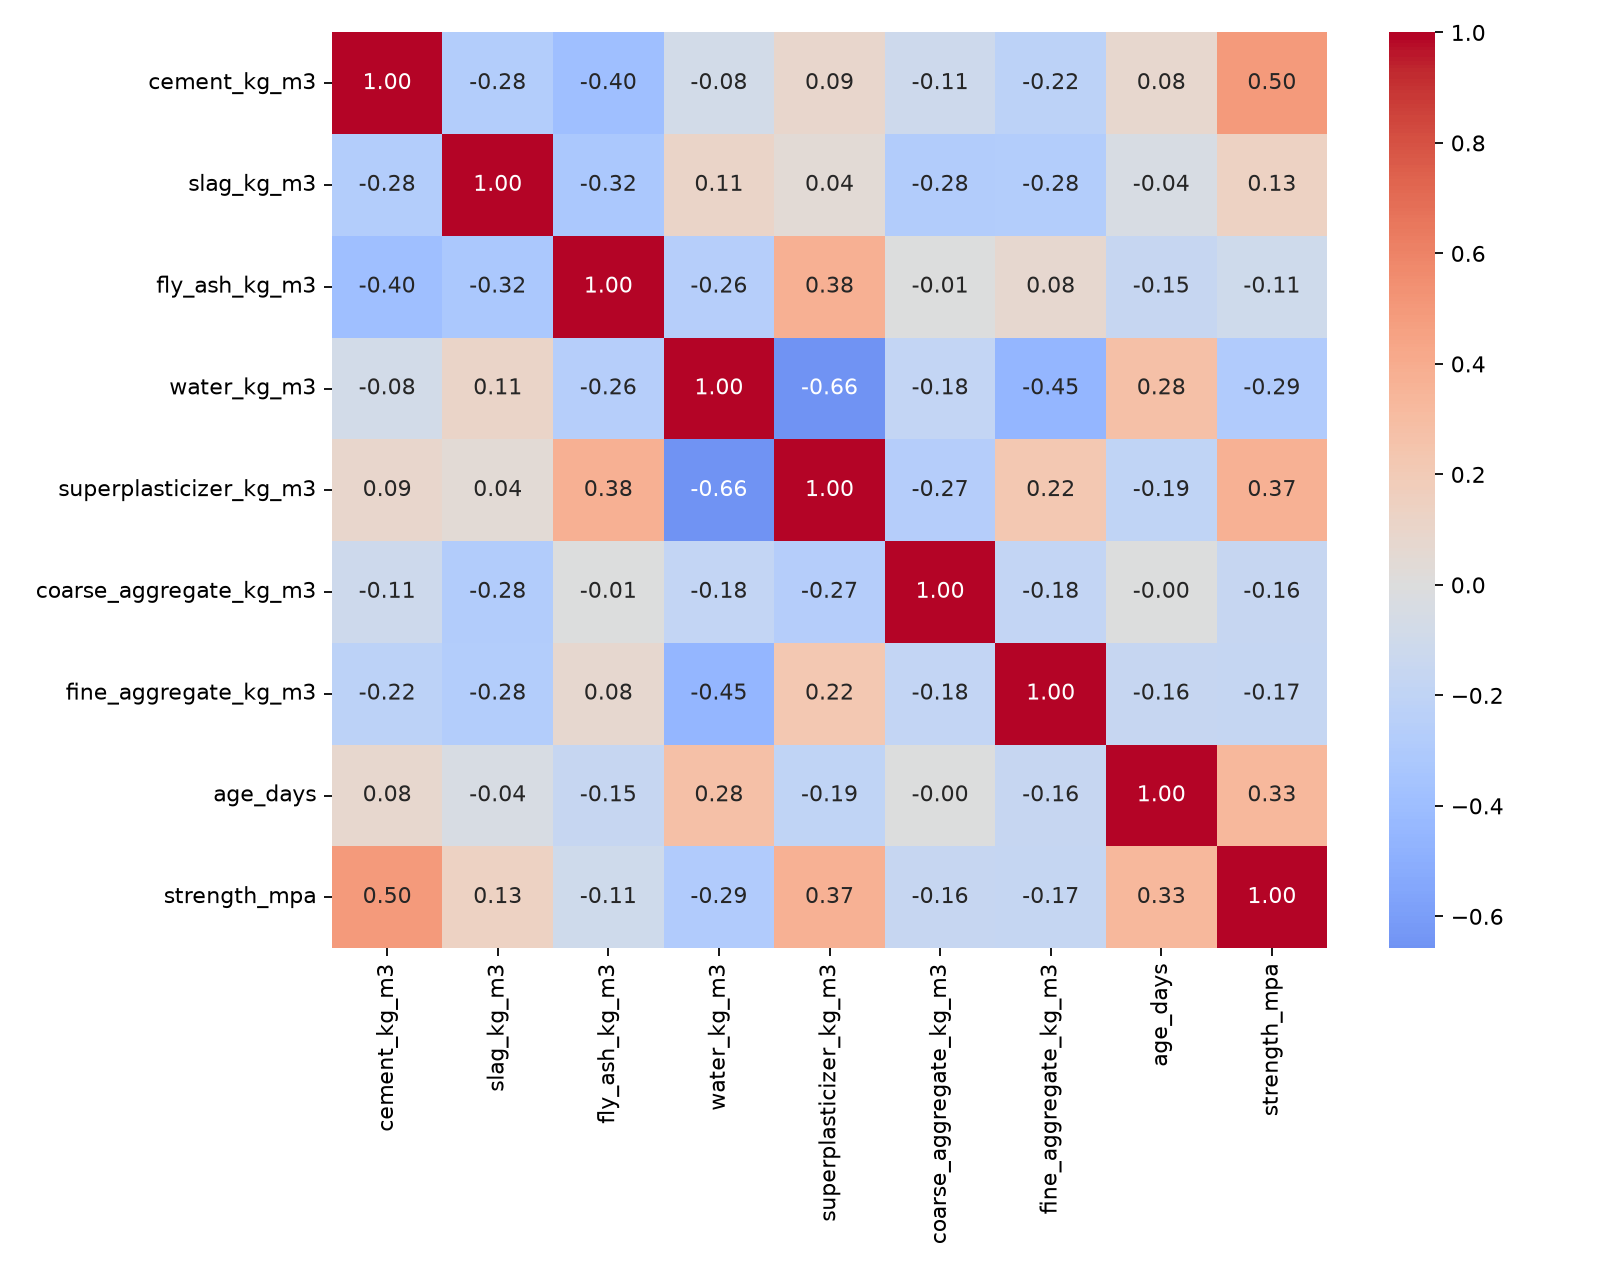 1.0
cement_kg_m3 1.00 -0.28 -0.40 -0.08 0.09 -0.11 -0.22 0.08 0.50
0.8
slag_kg_m3 -0.28 1.00 -0.32 0.11 0.04 -0.28 -0.28 -0.04 0.13
0.6
fly_ash_kg_m3 -0.40 -0.32 1.00 -0.26 0.38 -0.01 0.08 -0.15 -0.11
0.4
water_kg_m3 -0.08 0.11 -0.26 1.00 -0.66 -0.18 -0.45 0.28 -0.29
0.2
superplasticizer_kg_m3 0.09 0.04 0.38 -0.66 1.00 -0.27 0.22 -0.19 0.37
0.0
coarse_aggregate_kg_m3 -0.11 -0.28 -0.01 -0.18 -0.27 1.00 -0.18 -0.00 -0.16
−0.2
fine_aggregate_kg_m3 -0.22 -0.28 0.08 -0.45 0.22 -0.18 1.00 -0.16 -0.17
−0.4
age_days 0.08 -0.04 -0.15 0.28 -0.19 -0.00 -0.16 1.00 0.33
strength_mpa 0.50 0.13 -0.11 -0.29 0.37 -0.16 -0.17 0.33 1.00
−0.6
cement_kg_m3
slag_kg_m3
fly_ash_kg_m3
water_kg_m3
superplasticizer_kg_m3
coarse_aggregate_kg_m3
fine_aggregate_kg_m3
age_days
strength_mpa